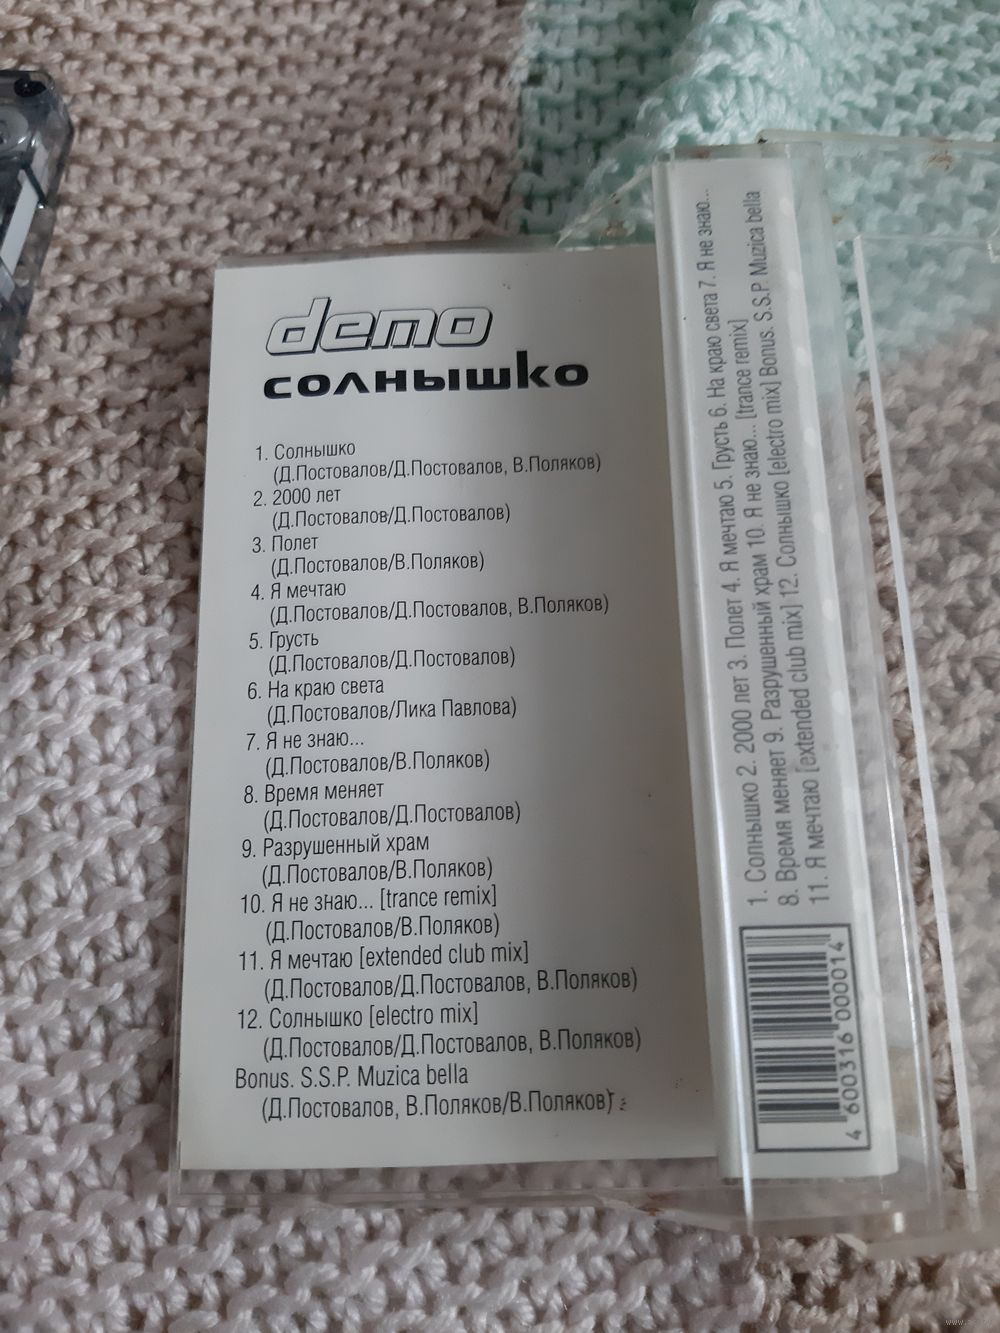 demo
солнышко
1. Солнышко
(Д.Постовалов/Д.Постовалов, В.Поляков)
2. 2000 лет
(Д.Постовалов/Д.Постовалов)
3. Полет
(Д.Постовалов/В.Поляков)
4. Я мечтаю
(Д.Постовалов/Д.Постовалов, В.Поляков)
5. Грусть
(Д.Постовалов/Д.Постовалов)
6. На краю света
(Д.Постовалов/Лика Павлова)
7. Я не знаю...
(Д.Постовалов/В.Поляков)
8. Время меняет
(Д.Постовалов/Д.Постовалов)
9. Разрушенный храм
(Д.Постовалов/В.Поляков)
10. Я не знаю... [trance remix]
(Д.Постовалов/В.Поляков)
11. Я мечтаю [extended club mix]
(Д.Постовалов/Д.Постовалов, В.Поляков)
12. Солнышко [electro mix]
(Д.Постовалов/Д.Постовалов, В.Поляков)
Bonus. S.S.P. Muzica bella
(Д.Постовалов, В.Поляков/В.Поляков)
1. Солнышко 2. 2000 лет 3. Полет 4. Я мечтаю 5. Грусть 6. На краю света 7. Я не знаю...
8. Время меняет 9. Разрушенный храм 10. Я не знаю... [trance remix]
11. Я мечтаю [extended club mix] 12. Солнышко [electro mix] Bonus. S.S.P. Muzica bella
4 600316 000014